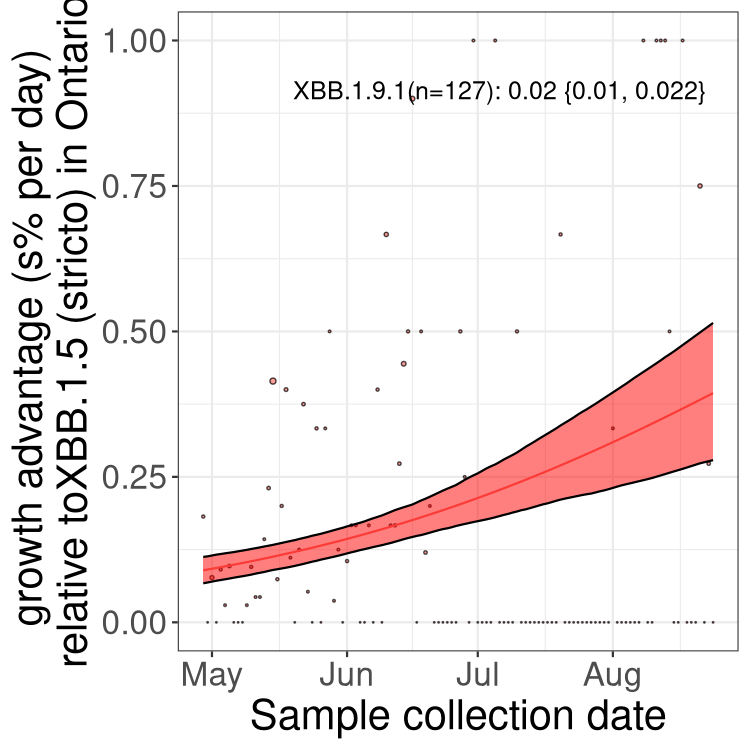 growth advantage (s% per day)
relative toXBB.1.5 (stricto) in Ontario
1.00
0.75
0.50
0.25
0.00
XBB.1.9.1(n=127): 0.02 {0.01, 0.022}
May Jun Jul Aug
Sample collection date